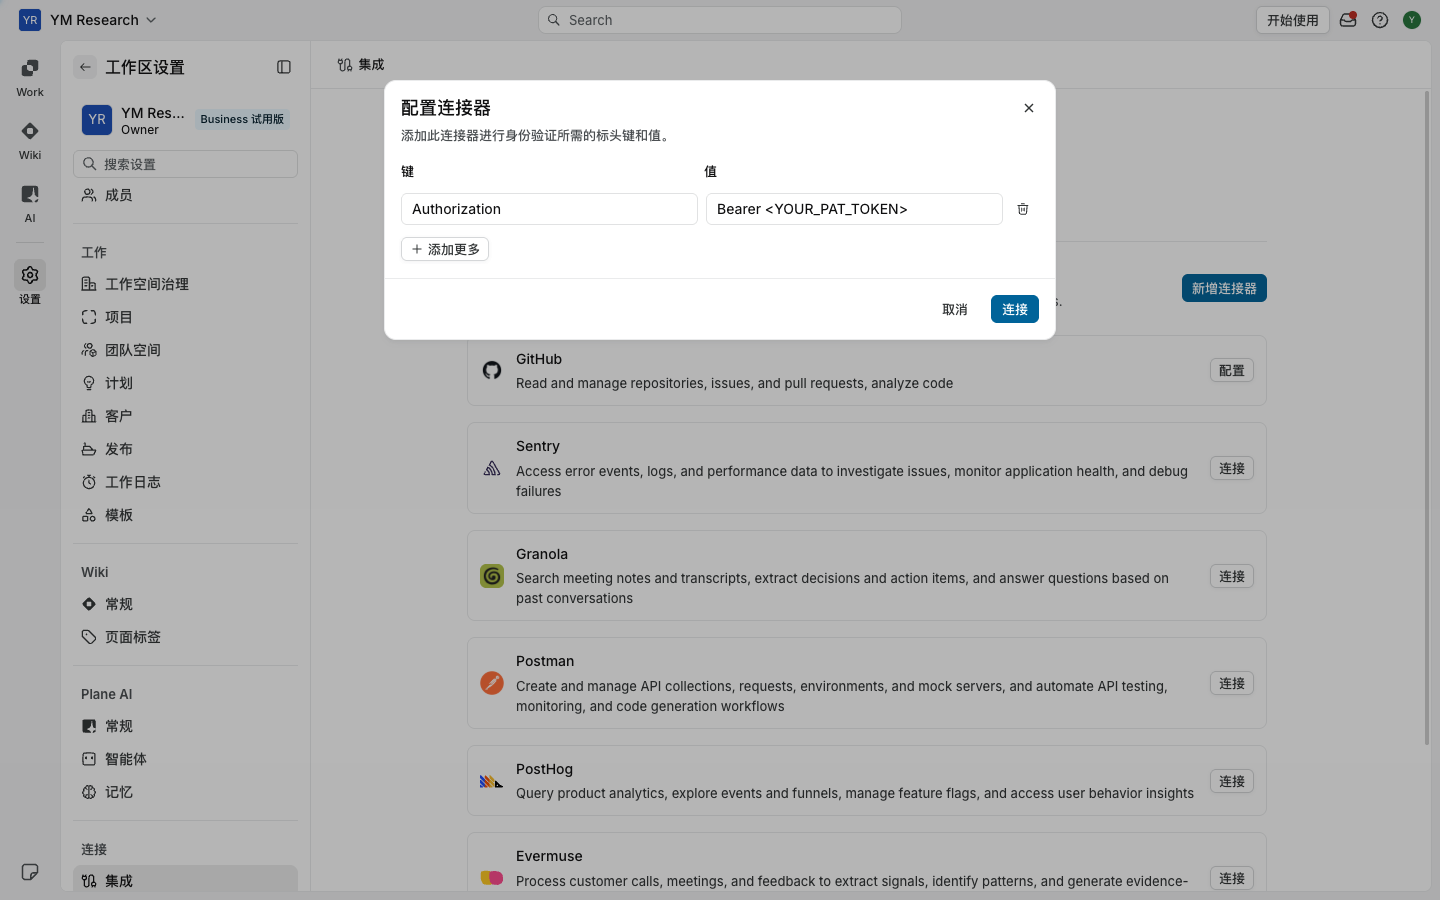 YR YM Research
Search
开始使用
Y
Work
Wiki
AI
设置
工作区设置
YR
YM Res...
Owner
Business 试用版
搜索设置
成员
工作
工作空间治理
项目
团队空间
计划
客户
发布
工作日志
模板
Wiki
常规
页面标签
Plane AI
常规
智能体
记忆
连接
集成
集成
配置连接器
添加此连接器进行身份验证所需的标头键和值。
键 值
Authorization Bearer <YOUR_PAT_TOKEN>
添加更多
取消 连接
s.
新增连接器
GitHub
Read and manage repositories, issues, and pull requests, analyze code
配置
Sentry
Access error events, logs, and performance data to investigate issues, monitor application health, and debug
failures
连接
Granola
Search meeting notes and transcripts, extract decisions and action items, and answer questions based on
past conversations
连接
Postman
Create and manage API collections, requests, environments, and mock servers, and automate API testing,
monitoring, and code generation workflows
连接
PostHog
Query product analytics, explore events and funnels, manage feature flags, and access user behavior insights
连接
Evermuse
Process customer calls, meetings, and feedback to extract signals, identify patterns, and generate evidence-
连接